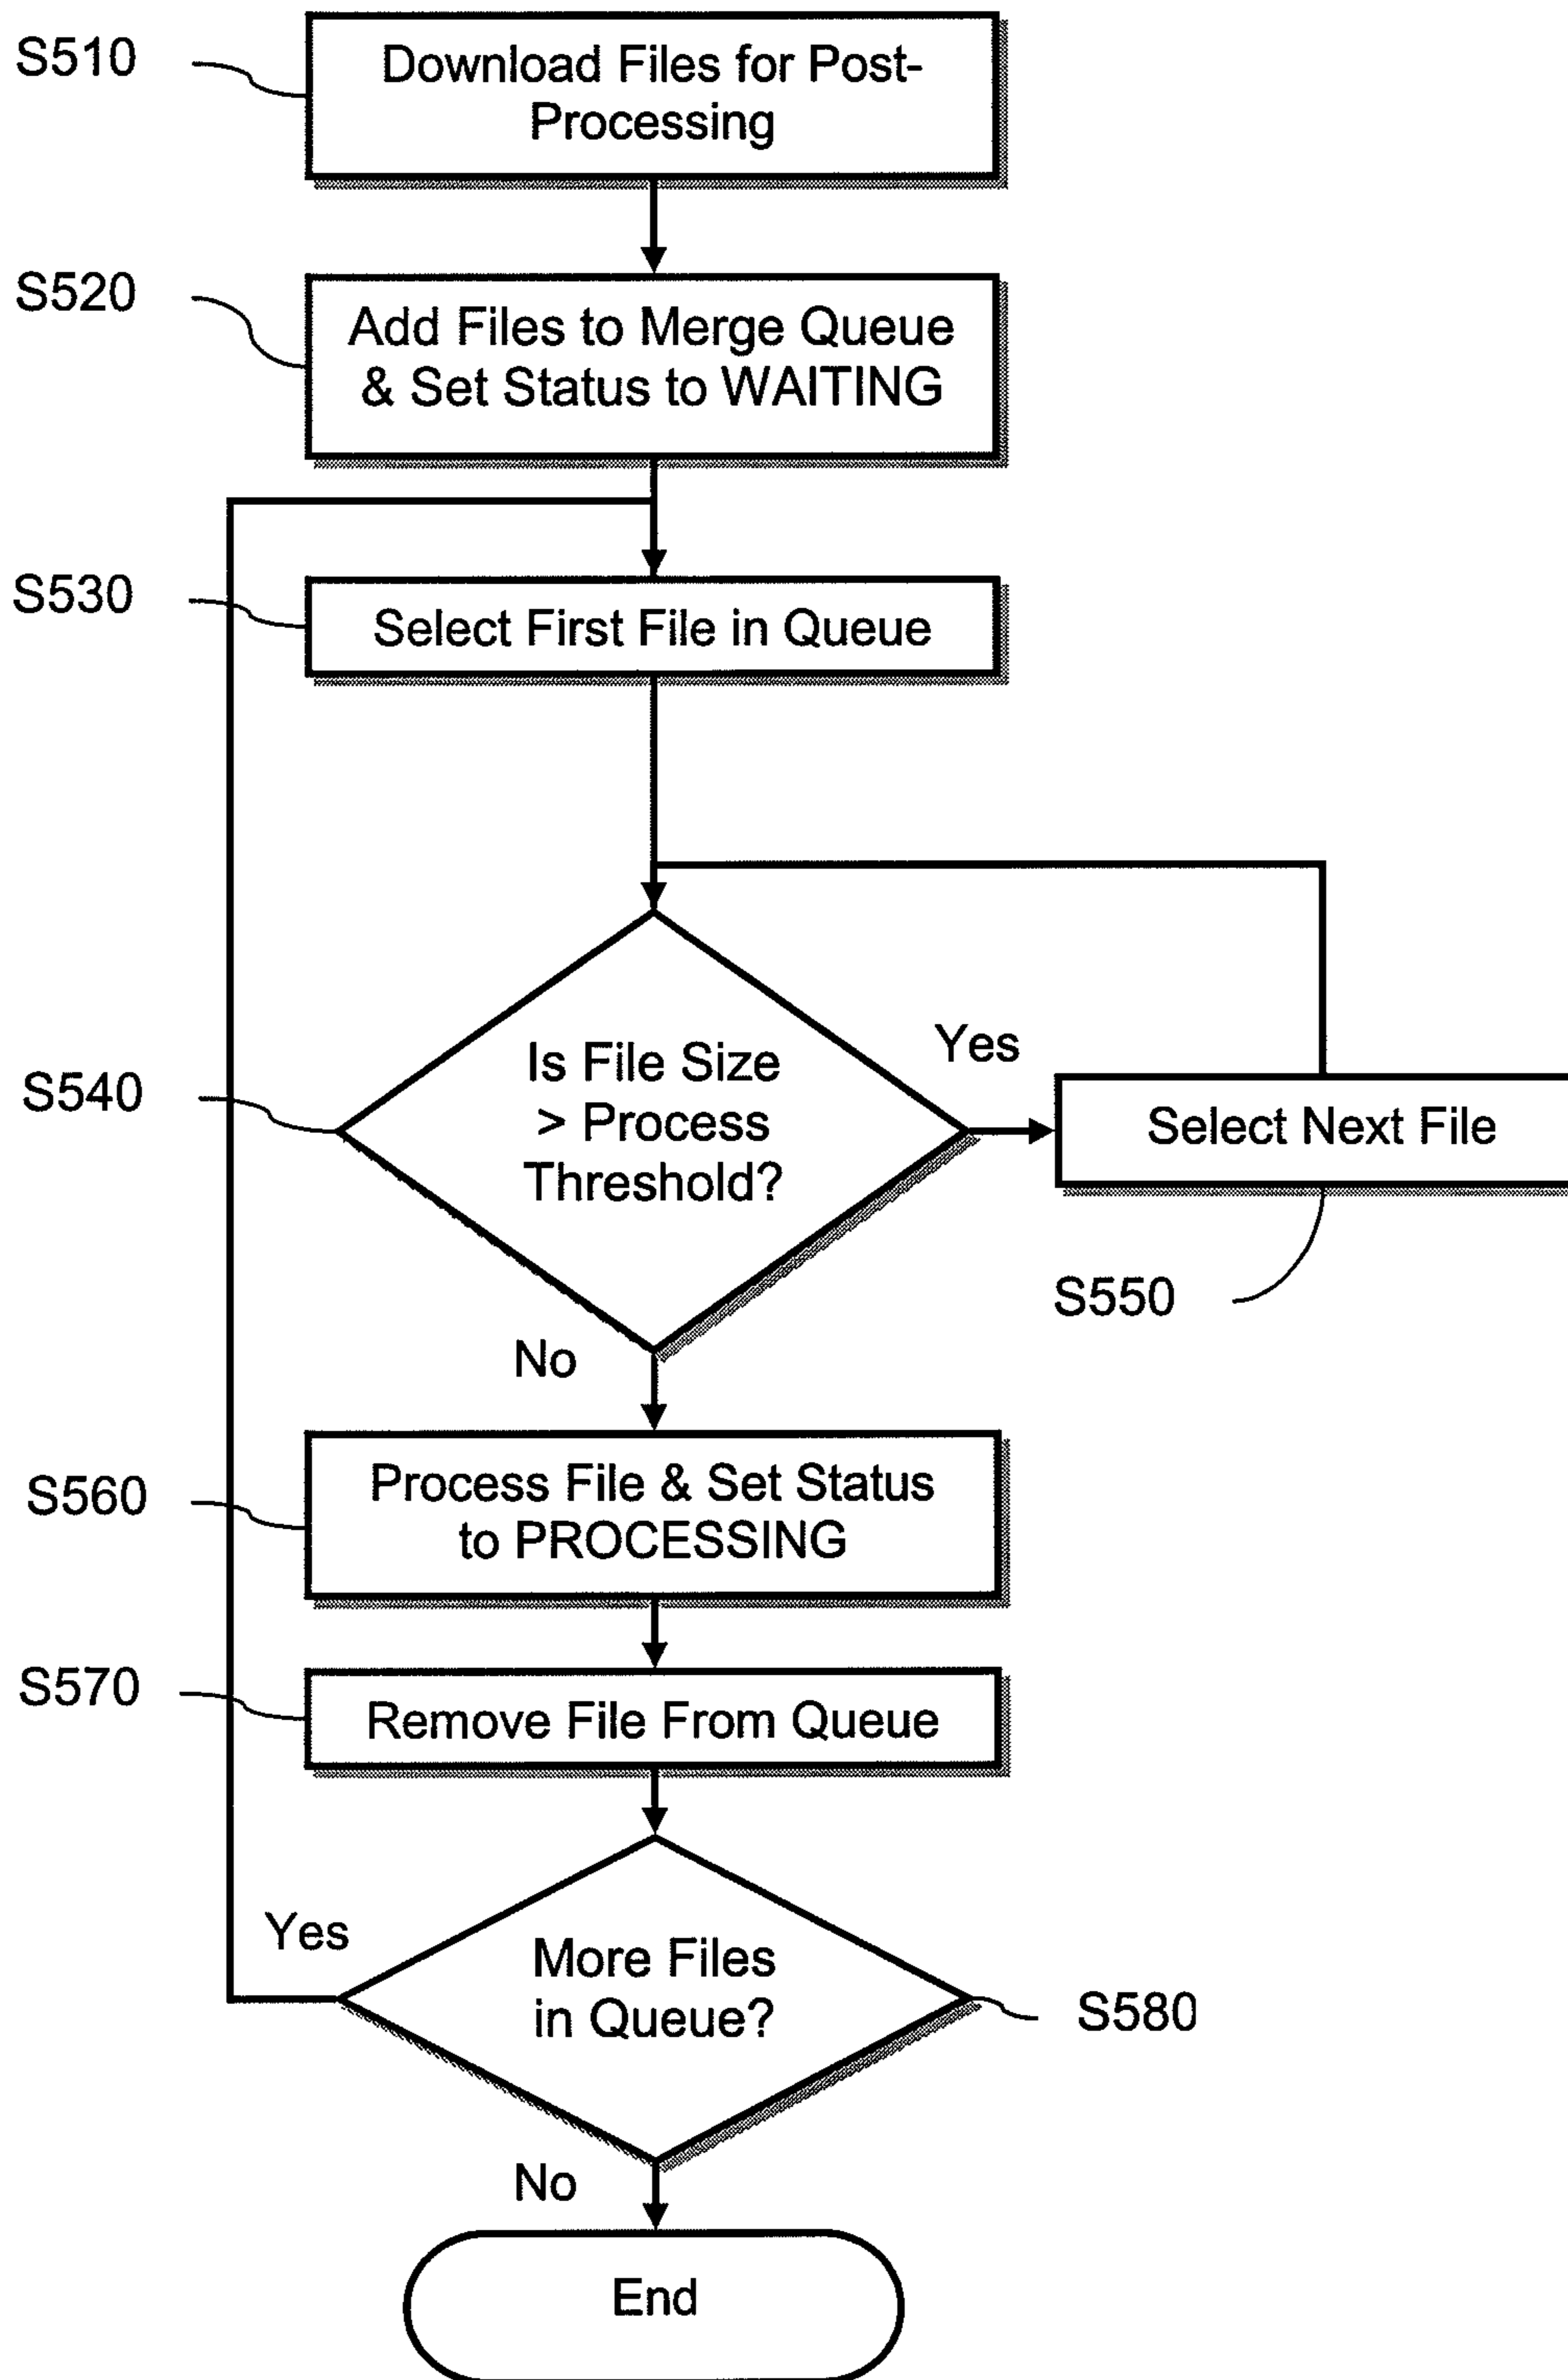 S510
Download Files for Post-
Processing
S520
Add Files to Merge Queue
& Set Status to WAITING
S530
Select First File in Queue
S540
Is File Size
> Process
Threshold?
Yes
Select Next File
S550
No
S560
Process File & Set Status
to PROCESSING
S570
Remove File From Queue
Yes
More Files
in Queue?
S580
No
End